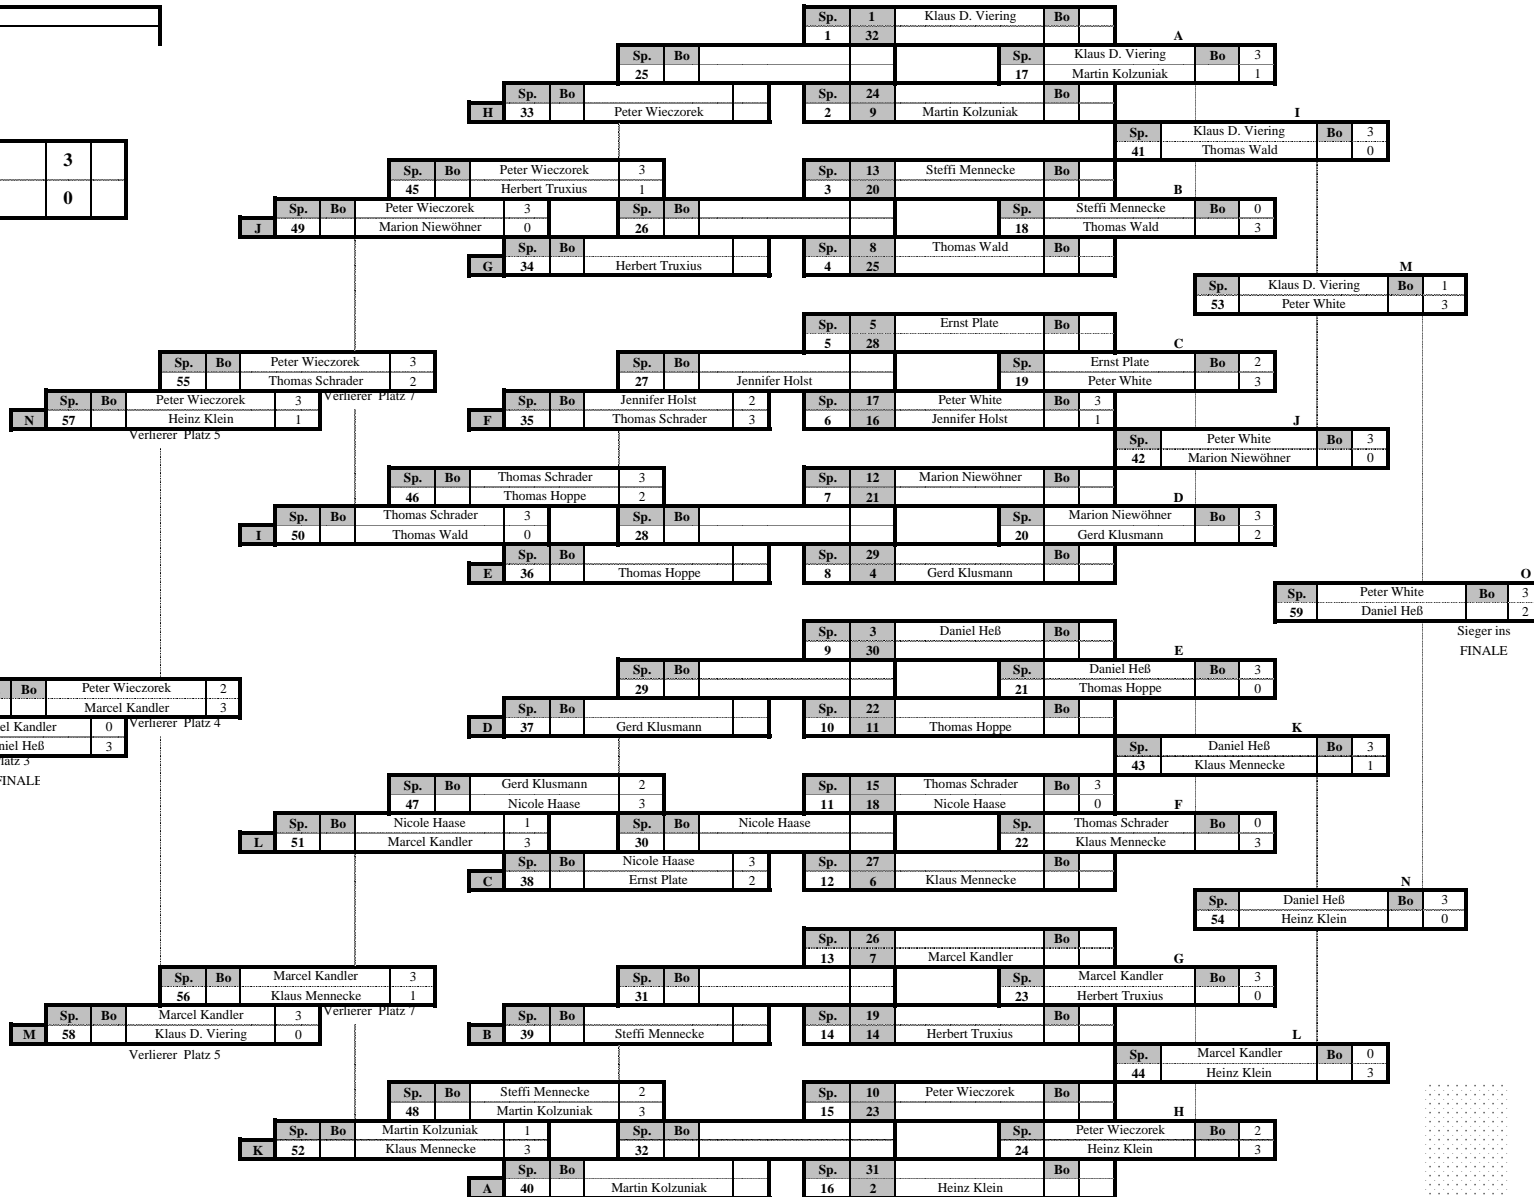 Sp. 1 Klaus D. Viering Bo
1 32 A
Sp. Bo Klaus D. Viering Bo 3
25 17 Martin Kolzuniak 1
Sp. Bo Sp. 24 Bo
H 33 Peter Wieczorek 2 9 Martin Kolzuniak I
Sp. Klaus D. Viering Bo 3
3 41 Thomas Wald 0
Sp. Bo Peter Wieczorek 3 Sp. 13 Steffi Mennecke Bo
45 Herbert Truxius 1 3 20 B
0 Sp. Bo Peter Wieczorek 3 Sp. Bo Sp. Steffi Mennecke Bo 0
J 49 Marion Niewöhner 0 26 18 Thomas Wald 3
Sp. Bo Sp. 8 Thomas Wald Bo
G 34 Herbert Truxius 4 25 M
Sp. Klaus D. Viering Bo 1
53 Peter White 3
Sp. 5 Ernst Plate Bo
5 28 C
Sp. Bo Peter Wieczorek 3 Sp. Bo Sp. Ernst Plate Bo 2
55 Thomas Schrader 2 27 Jennifer Holst 19 Peter White 3
Sp. Bo Peter Wieczorek 3 Verlierer Platz 7 Sp. Bo Jennifer Holst 2 Sp. 17 Peter White Bo 3
N 57 Heinz Klein 1 F 35 Thomas Schrader 3 6 16 Jennifer Holst 1 J
Verlierer Platz 5 Sp. Peter White Bo 3
42 Marion Niewöhner 0
Sp. Bo Thomas Schrader 3 Sp. 12 Marion Niewöhner Bo
46 Thomas Hoppe 2 7 21 D
Sp. Bo Thomas Schrader 3 Sp. Bo Sp. Marion Niewöhner Bo 3
I 50 Thomas Wald 0 28 20 Gerd Klusmann 2
Sp. Bo Sp. 29 Bo
E 36 Thomas Hoppe 8 4 Gerd Klusmann O
Sp. Peter White Bo 3
59 Daniel Heß 2
Sp. 3 Daniel Heß Bo Sieger ins
9 30 E FINALE
Sp. Bo Sp. Daniel Heß Bo 3
29 21 Thomas Hoppe 0
Bo Peter Wieczorek 2
Marcel Kandler 3 Sp. Bo Sp. 22 Bo
el Kandler 0 Verlierer Platz 4 D 37 Gerd Klusmann 10 11 Thomas Hoppe K
niel Heß 3 Sp. Daniel Heß Bo 3
latz 3 43 Klaus Mennecke 1
FINALE Sp. Bo Gerd Klusmann 2 Sp. 15 Thomas Schrader Bo 3
47 Nicole Haase 3 11 18 Nicole Haase 0 F
Sp. Bo Nicole Haase 1 Sp. Bo Nicole Haase Sp. Thomas Schrader Bo 0
L 51 Marcel Kandler 3 30 22 Klaus Mennecke 3
Sp. Bo Nicole Haase 3 Sp. 27 Bo
C 38 Ernst Plate 2 12 6 Klaus Mennecke N
Sp. Daniel Heß Bo 3
54 Heinz Klein 0
Sp. 26 Bo
13 7 Marcel Kandler G
Sp. Bo Marcel Kandler 3 Sp. Bo Sp. Marcel Kandler Bo 3
56 Klaus Mennecke 1 31 23 Herbert Truxius 0
Sp. Bo Marcel Kandler 3 Verlierer Platz 7 Sp. Bo Sp. 19 Bo
M 58 Klaus D. Viering 0 B 39 Steffi Mennecke 14 14 Herbert Truxius L
Verlierer Platz 5 Sp. Marcel Kandler Bo 0
44 Heinz Klein 3
Sp. Bo Steffi Mennecke 2 Sp. 10 Peter Wieczorek Bo
48 Martin Kolzuniak 3 15 23 H
Sp. Bo Martin Kolzuniak 1 Sp. Bo Sp. Peter Wieczorek Bo 2
K 52 Klaus Mennecke 3 32 24 Heinz Klein 3
Sp. Bo Sp. 31 Bo
A 40 Martin Kolzuniak 16 2 Heinz Klein